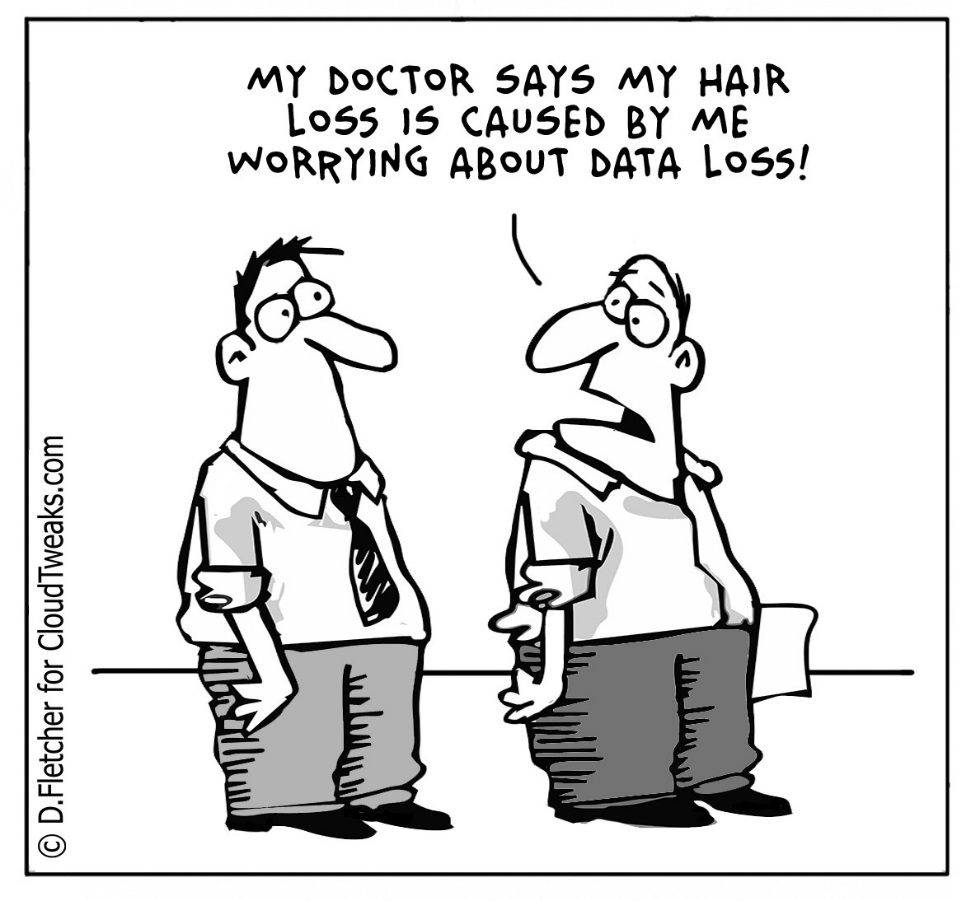 MY DOCTOR SAYS MY HAIR
LOSS IS CAUSED BY ME
WORRYING ABOUT DATA LOSS!
© D.Fletcher for CloudTweaks.com